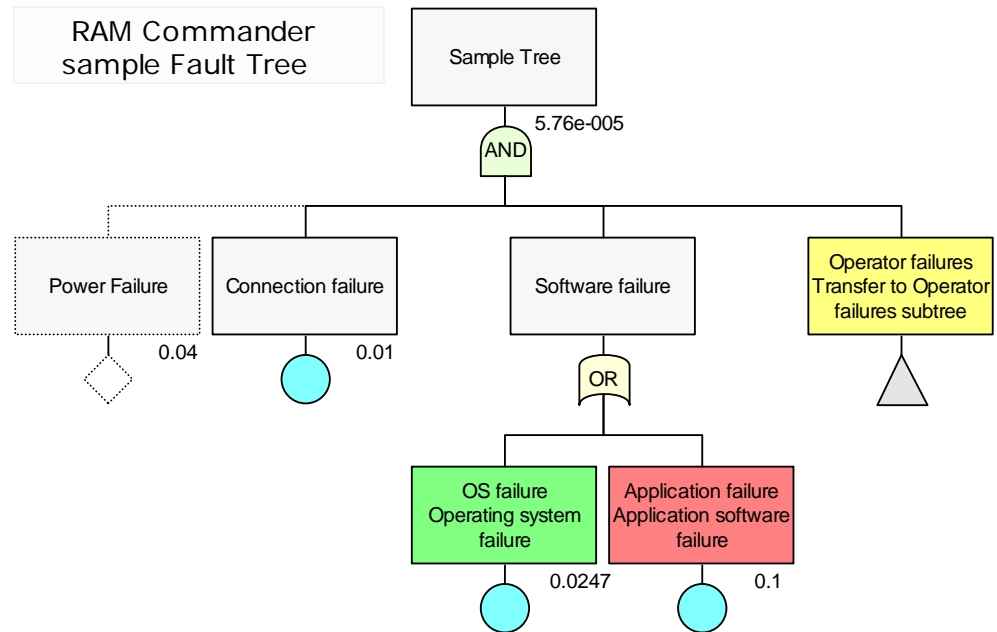 RAM Commander
sample Fault Tree
Sample Tree
5.76e-005
AND
Power Failure
0.04
Connection failure
0.01
Software failure
OR
Operator failures
Transfer to Operator
failures subtree
OS failure
Operating system
failure
0.0247
Application failure
Application software
failure
0.1